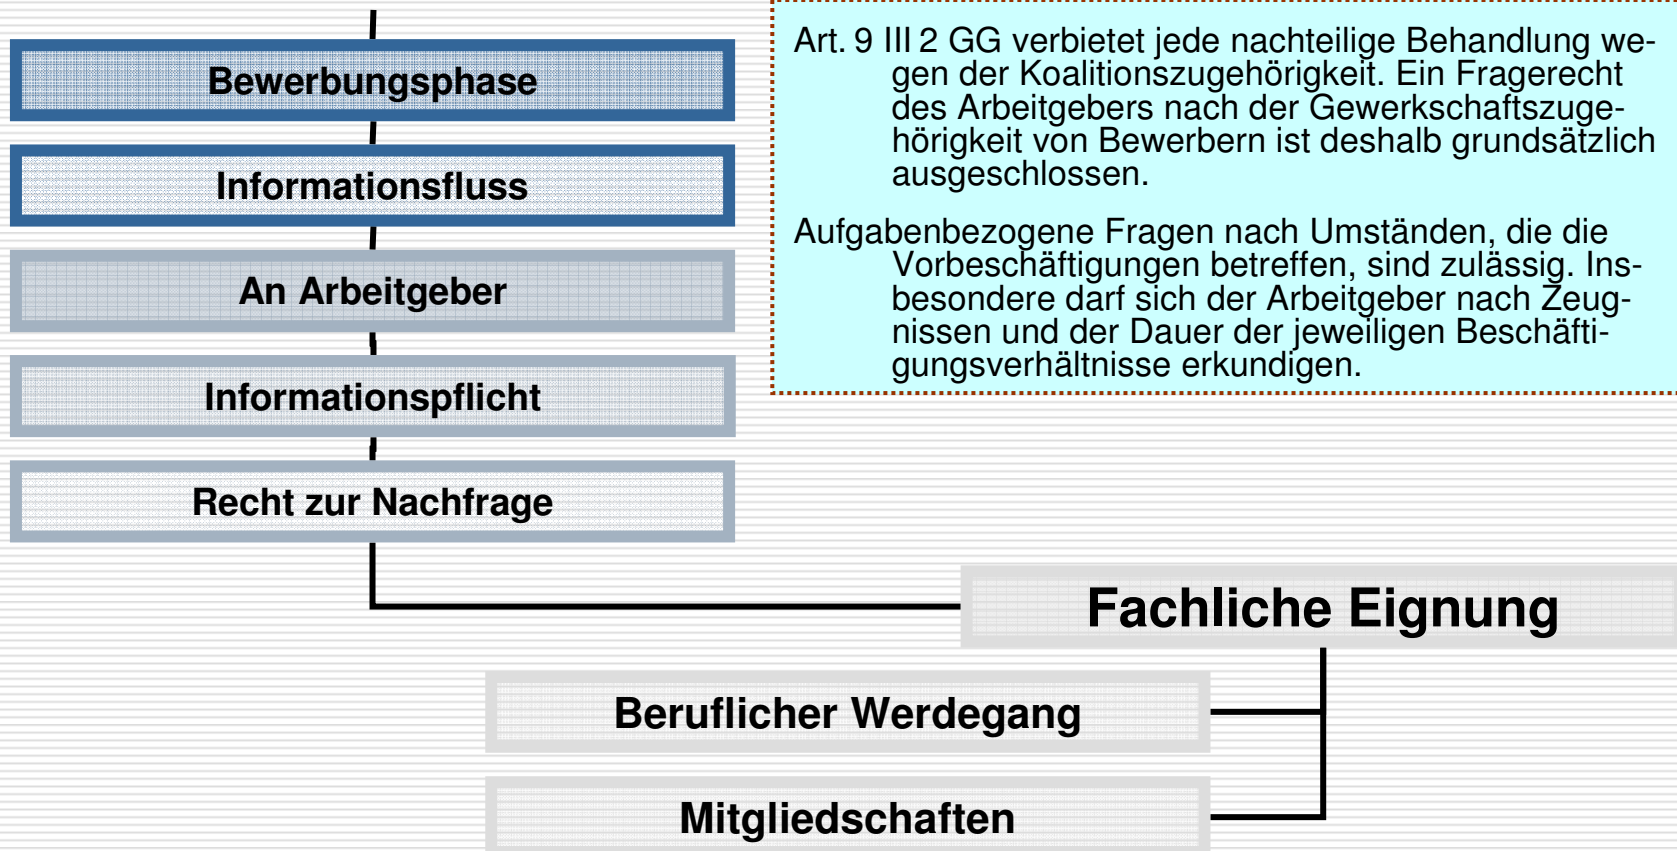 Bewerbungsphase
Informationsfluss
An Arbeitgeber
Informationspflicht
Recht zur Nachfrage
Art. 9 III 2 GG verbietet jede nachteilige Behandlung we-
gen der Koalitionszugehörigkeit. Ein Fragerecht
des Arbeitgebers nach der Gewerkschaftszuge-
hörigkeit von Bewerbern ist deshalb grundsätzlich
ausgeschlossen.
Aufgabenbezogene Fragen nach Umständen, die die
Vorbeschäftigungen betreffen, sind zulässig. Ins-
besondere darf sich der Arbeitgeber nach Zeug-
nissen und der Dauer der jeweiligen Beschäfti-
gungsverhältnisse erkundigen.
Fachliche Eignung
Beruflicher Werdegang
Mitgliedschaften